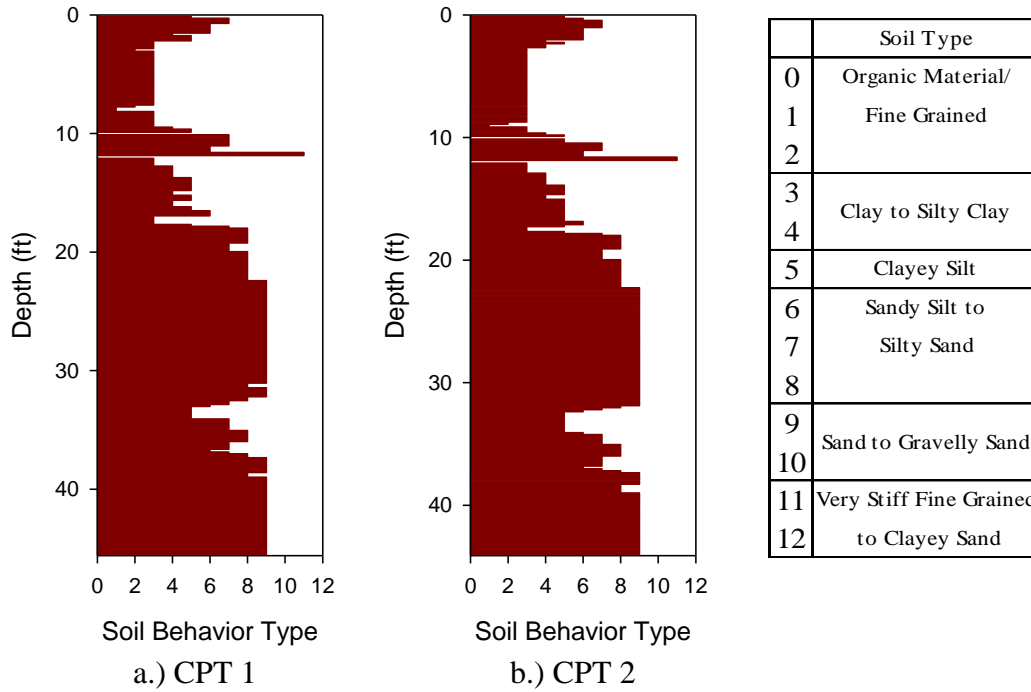 0
10
20
30
40
Depth (ft)
0 2 4 6 8 10 12
Soil Behavior Type
a.) CPT 1
0
10
20
30
40
Depth (ft)
0 2 4 6 8 10 12
Soil Behavior Type
b.) CPT 2
Soil Type
0 Organic Material/
1 Fine Grained
2
3
Clay to Silty Clay
4
5 Clayey Silt
6 Sandy Silt to
7 Silty Sand
8
9
Sand to Gravelly Sand
10
11 Very Stiff Fine Grained
12 to Clayey Sand